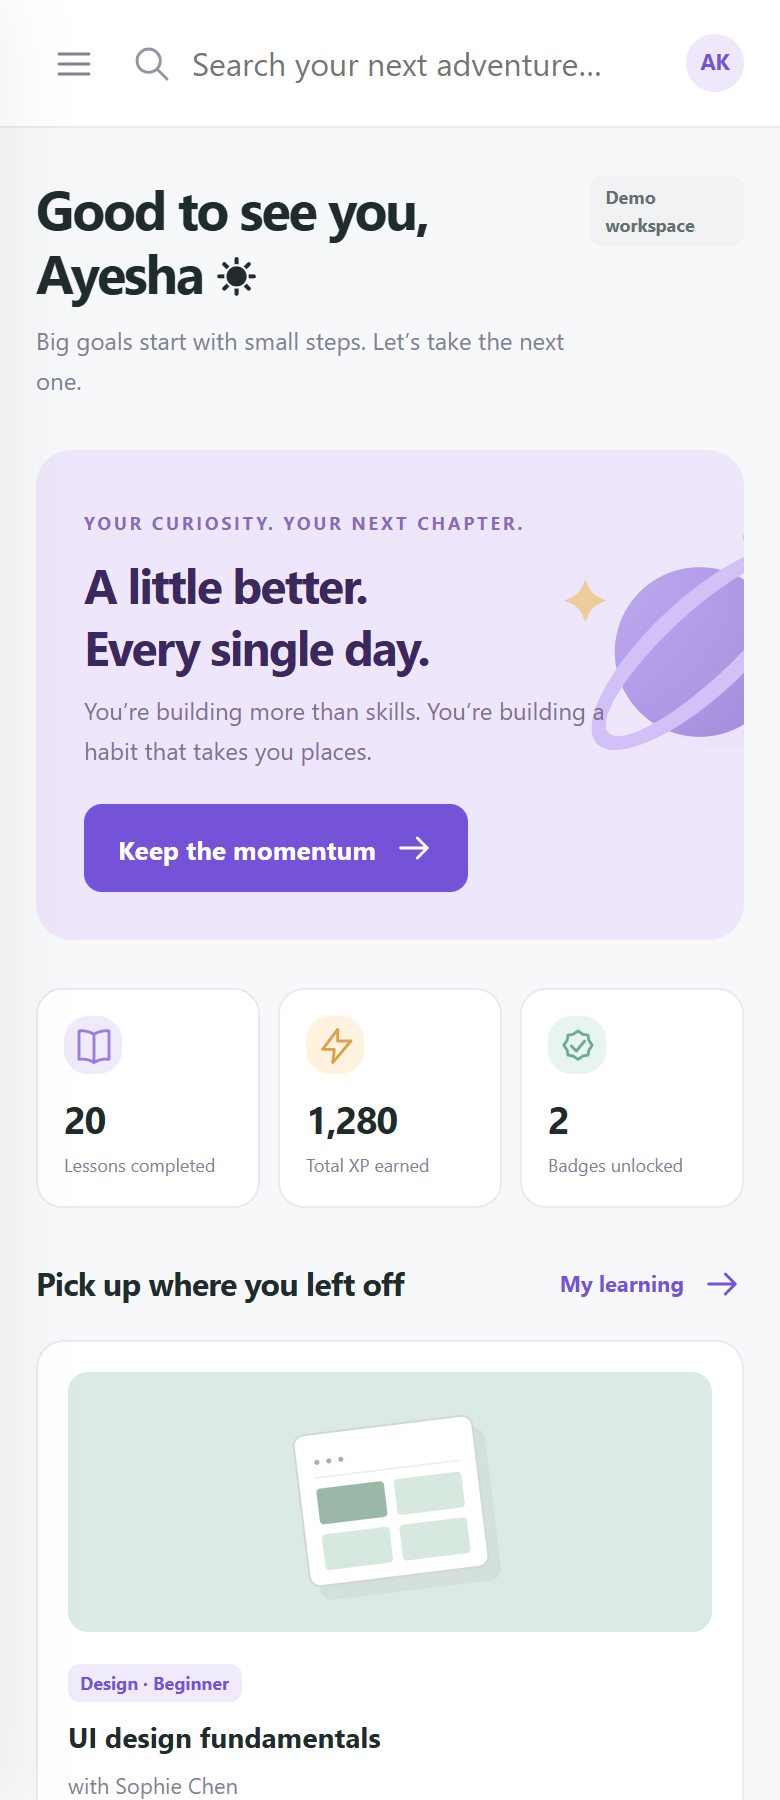 Search your next adventure...
AK
Good to see you,
Ayesha ☀
Demo
workspace
Big goals start with small steps. Let’s take the next
one.
YOUR CURIOSITY. YOUR NEXT CHAPTER.
A little better.
Every single day.
You’re building more than skills. You’re building a
habit that takes you places.
Keep the momentum →
20
Lessons completed
1,280
Total XP earned
2
Badges unlocked
Pick up where you left off
My learning →
Design · Beginner
UI design fundamentals
with Sophie Chen